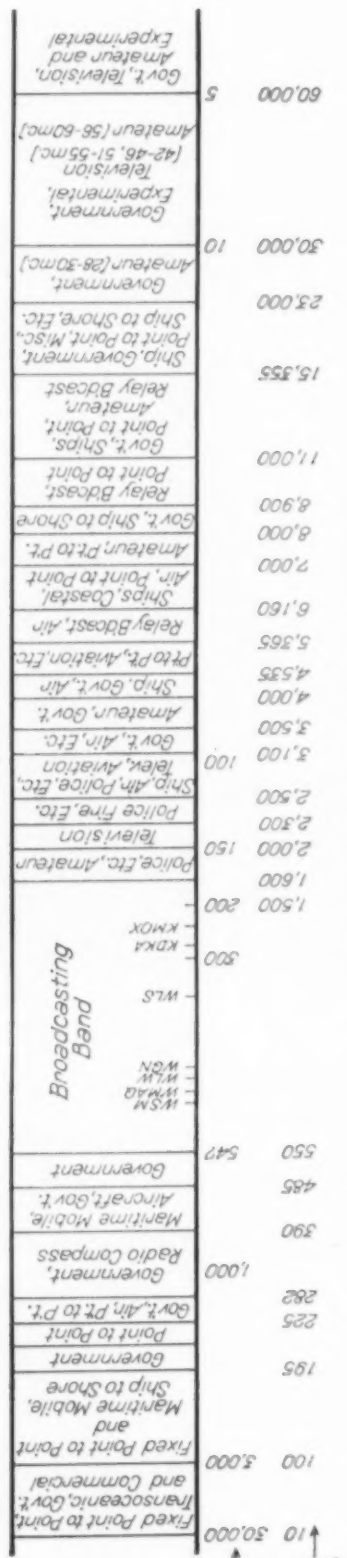 10 30,000
Fixed Point to Point,
Transoceanic, Gov't.
and Commercial
100 3,000
Fixed Point to Point
and
Maritime Mobile,
Ship to Shore
195
Government
Point to Point
225
Gov't, Air, Pt. to Pt.
282
1,000
Government,
Radio Compass
390
Maritime Mobile,
Aircraft, Gov't.
485
Government
550 542
WSM
WMAQ
WLW
WGN
WLS
Broadcasting
Band
300
KDKA
KMOX
1,500 200
1,601
Police, Etc., Amateur
2,000 150
Television
2,300
Police Fire, Etc.
2,500
Ship, Air, Police, Etc.,
Telev., Aviation
3,100 100
Gov't., Air, Etc.
3,500
Amateur, Gov't.
4,000
Ship, Gov't., Air
4,535
Pt to Pt., Aviation, Etc.
5,365
Relay Bdcast, Air
6,160
Ships, Coastal,
Air, Point to Point
7,000
Amateur, Pt. to Pt.
8,000
Gov't., Ship to Shore
8,900
Relay Bdcast,
Point to Point
11,000
Gov't., Ships,
Point to Point,
Amateur,
Relay Bdcast
15,355
Ship, Government,
Point to Point, Misc.,
Ship to Shore, Etc.
23,000
Government,
Amateur [28-30mc]
30,000 10
Government,
Experimental,
Television
[42-46, 51-55mc]
Amateur [56-60mc]
60,000 5
Gov't., Television,
Amateur and
Experimental